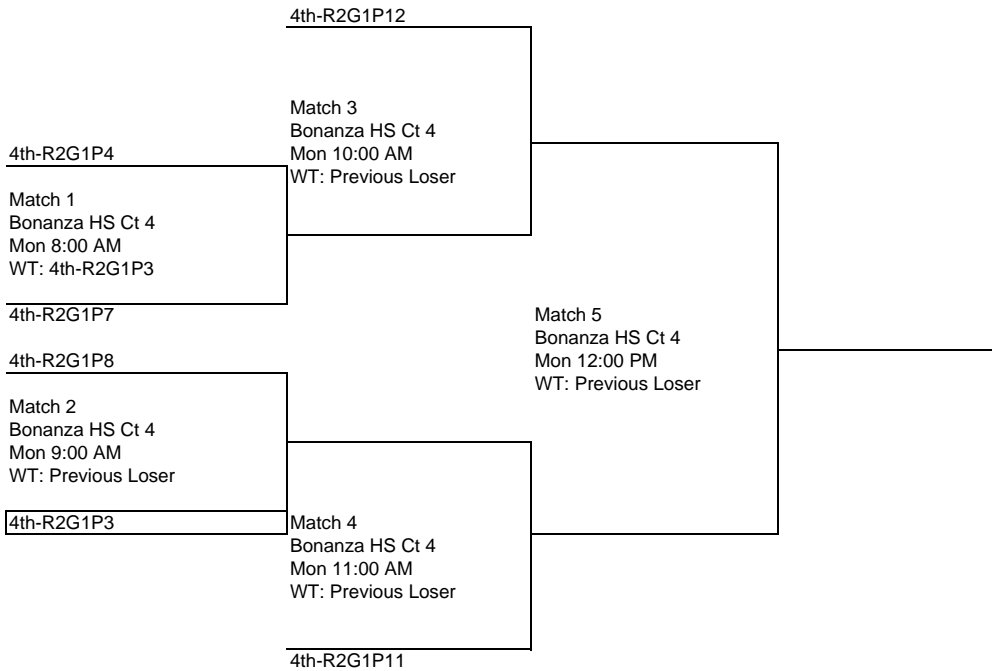 4th-R2G1P12
Match 3
Bonanza HS Ct 4
Mon 10:00 AM
WT: Previous Loser
4th-R2G1P4
Match 1
Bonanza HS Ct 4
Mon 8:00 AM
WT: 4th-R2G1P3
4th-R2G1P7
Match 5
Bonanza HS Ct 4
Mon 12:00 PM
WT: Previous Loser
4th-R2G1P8
Match 2
Bonanza HS Ct 4
Mon 9:00 AM
WT: Previous Loser
4th-R2G1P3
Match 4
Bonanza HS Ct 4
Mon 11:00 AM
WT: Previous Loser
4th-R2G1P11